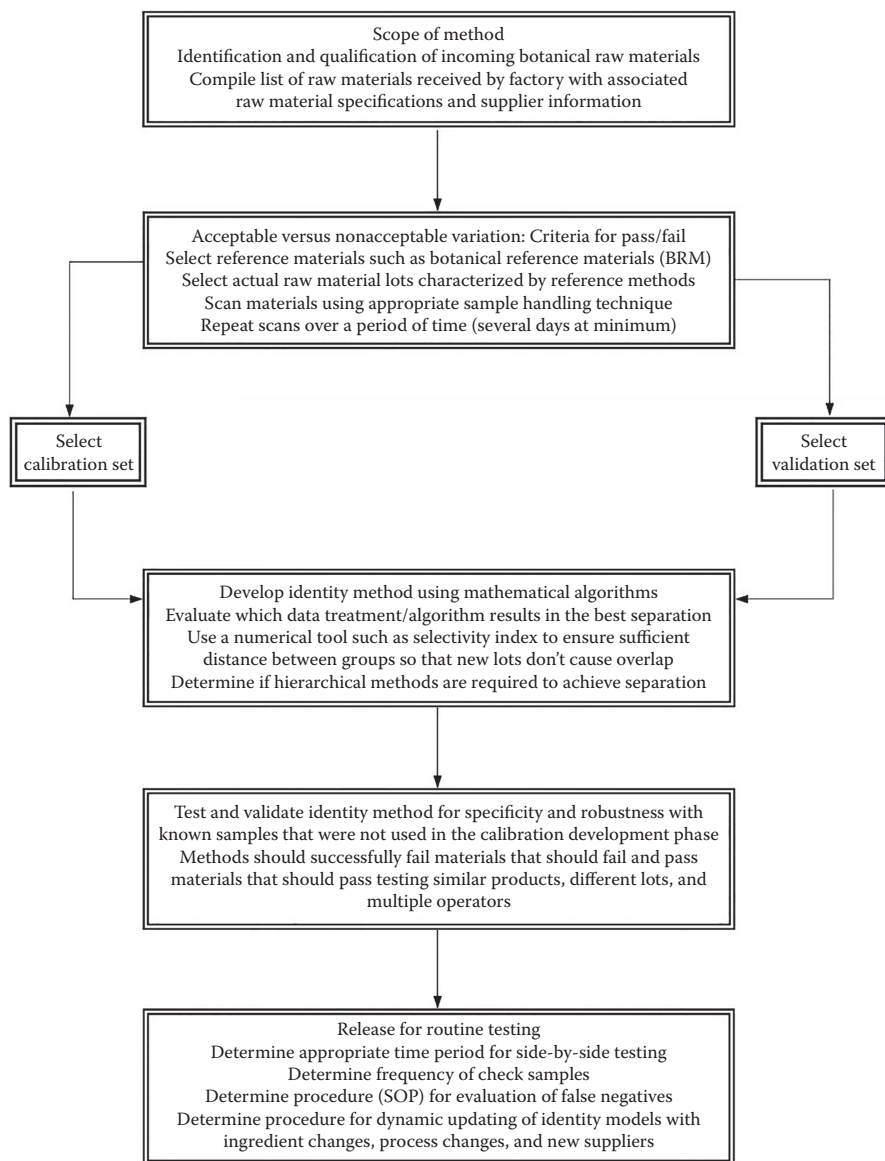 Scope of method
Identification and qualification of incoming botanical raw materials
Compile list of raw materials received by factory with associated
raw material specifications and supplier information
Acceptable versus nonacceptable variation: Criteria for pass/fail
Select reference materials such as botanical reference materials (BRM)
Select actual raw material lots characterized by reference methods
Scan materials using appropriate sample handling technique
Repeat scans over a period of time (several days at minimum)
Select
calibration set
Select
validation set
Develop identity method using mathematical algorithms
Evaluate which data treatment/algorithm results in the best separation
Use a numerical tool such as selectivity index to ensure sufficient
distance between groups so that new lots don't cause overlap
Determine if hierarchical methods are required to achieve separation
Test and validate identity method for specificity and robustness with
known samples that were not used in the calibration development phase
Methods should successfully fail materials that should fail and pass
materials that should pass testing similar products, different lots, and
multiple operators
Release for routine testing
Determine appropriate time period for side-by-side testing
Determine frequency of check samples
Determine procedure (SOP) for evaluation of false negatives
Determine procedure for dynamic updating of identity models with
ingredient changes, process changes, and new suppliers